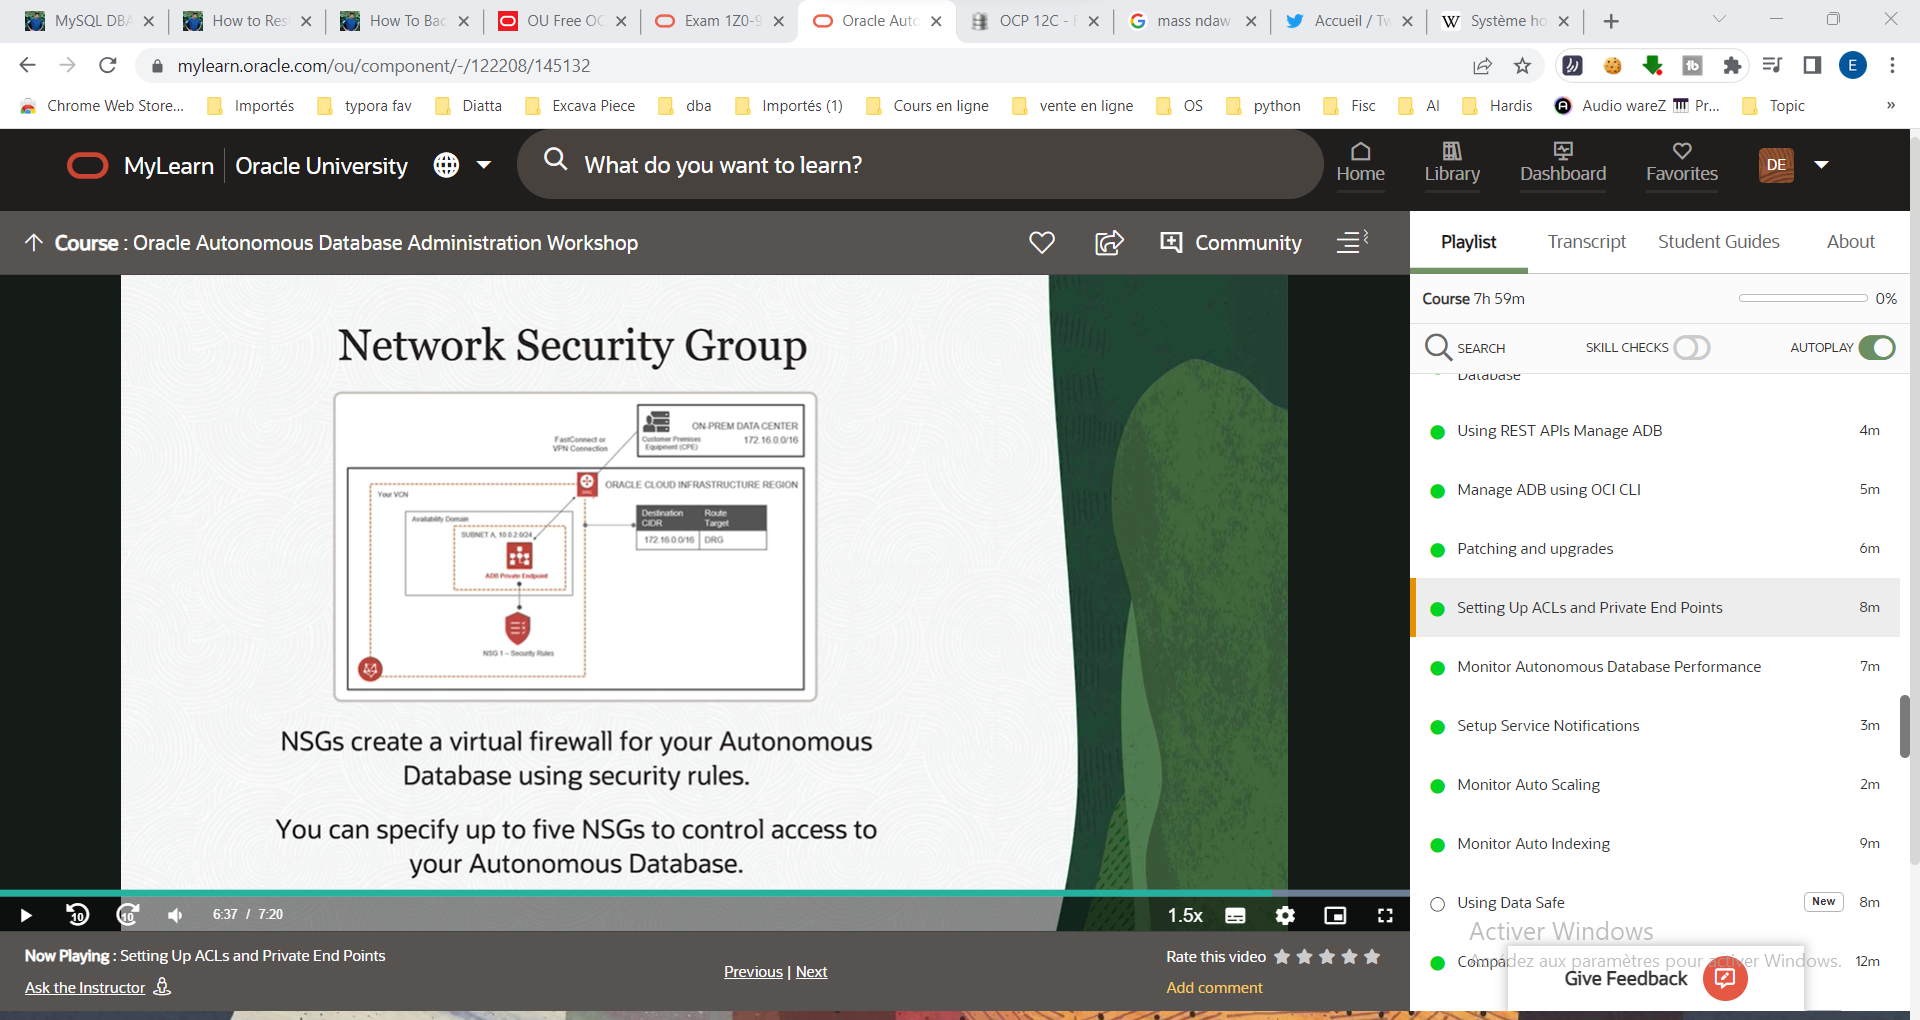 MySQL DBA
How to Res
How To Bac
OU Free OC
Exam 1Z0-9
Oracle Auto
OCP 12C - F
mass ndaw
Accueil / Tw
Système ho
mylearn.oracle.com/ou/component/-/122208/145132
E
Chrome Web Store...
Importés
typora fav
Diatta
Excava Piece
dba
Importés (1)
Cours en ligne
vente en ligne
OS
python
Fisc
AI
Hardis
Audio wareZ
Pr...
Topic
»
MyLearn
Oracle University
What do you want to learn?
Home
Library
Dashboard
Favorites
DE
Course : Oracle Autonomous Database Administration Workshop
Community
Playlist
Transcript
Student Guides
About
Course 7h 59m
0%
SEARCH
SKILL CHECKS
AUTOPLAY
Network Security Group
ON-PREM DATA CENTER
172.16.0.0/16
Customer Premises
Equipment (CPE)
FastConnect or
VPN Connection
ORACLE CLOUD INFRASTRUCTURE REGION
DRG
Your VCN
Availability Domain
SUBNET A, 10.0.2.0/24
ADB Private Endpoint
NSG 1 – Security Rules
Destination CIDR
Route Target
172.16.0.0/16
DRG
NSGs create a virtual firewall for your Autonomous
Database using security rules.
You can specify up to five NSGs to control access to
your Autonomous Database.
10
10
6:37 / 7:20
1.5x
Now Playing : Setting Up ACLs and Private End Points
Ask the Instructor
Previous | Next
Rate this video
Add comment
Database
Using REST APIs Manage ADB
4m
Manage ADB using OCI CLI
5m
Patching and upgrades
6m
Setting Up ACLs and Private End Points
8m
Monitor Autonomous Database Performance
7m
Setup Service Notifications
3m
Monitor Auto Scaling
2m
Monitor Auto Indexing
9m
Using Data Safe
New
8m
Activer Windows
dez aux paramètres pour activer Windows.
12m
Give Feedback